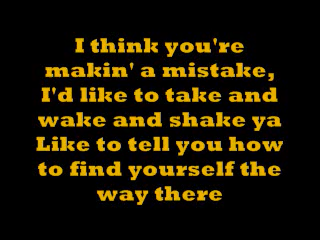 I think you're
makin' a mistake,
I'd like to take and
wake and shake ya
Like to tell you how
to find yourself the
way there